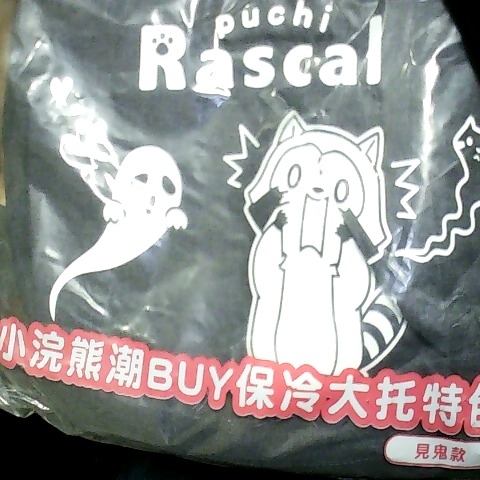 puchi
Rascal
小浣熊潮BUY保冷大托特
見鬼款